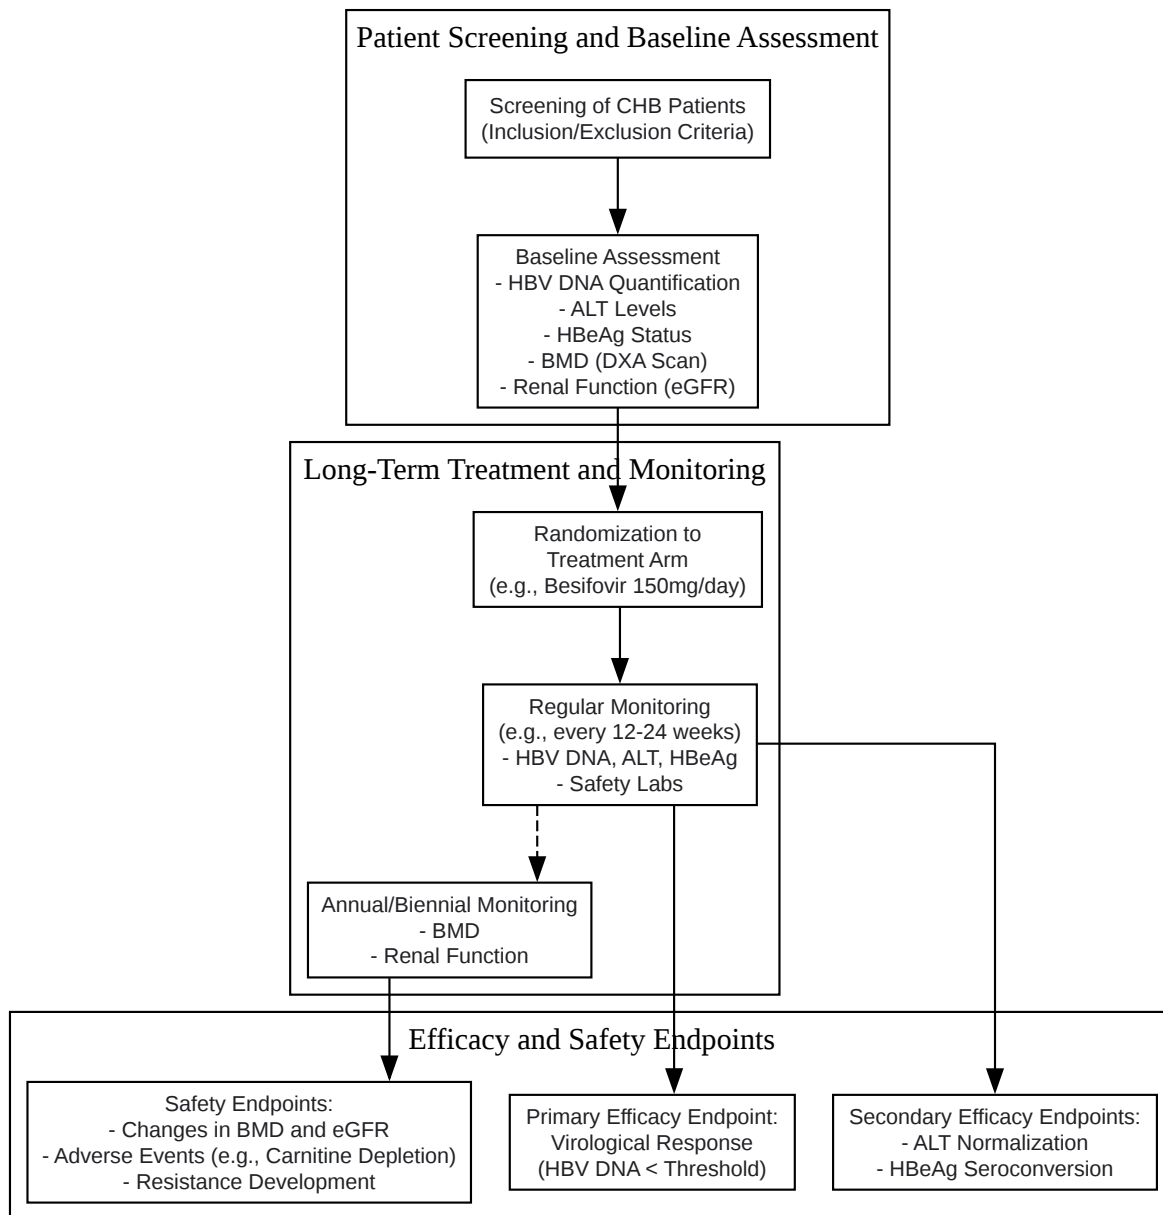 Patient Screening and Baseline Assessment
Screening of CHB Patients
(Inclusion/Exclusion Criteria)
Baseline Assessment
- HBV DNA Quantification
- ALT Levels
- HBeAg Status
- BMD (DXA Scan)
- Renal Function (eGFR)
Long-Term Treatment and Monitoring
Randomization to
Treatment Arm
(e.g., Besifovir 150mg/day)
Regular Monitoring
(e.g., every 12-24 weeks)
- HBV DNA, ALT, HBeAg
- Safety Labs
Annual/Biennial Monitoring
- BMD
- Renal Function
Efficacy and Safety Endpoints
Safety Endpoints:
- Changes in BMD and eGFR
- Adverse Events (e.g., Carnitine Depletion)
- Resistance Development
Primary Efficacy Endpoint:
Virological Response
(HBV DNA < Threshold)
Secondary Efficacy Endpoints:
- ALT Normalization
- HBeAg Seroconversion